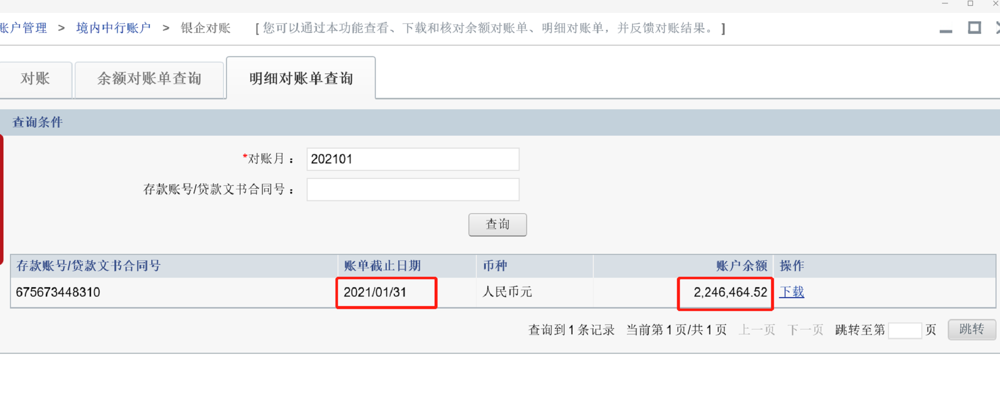 账户管理 > 境内中行账户 > 银企对账 [ 您可以通过本功能查看、下载和核对余额对账单、明细对账单，并反馈对账结果。 ]
对账 余额对账单查询 明细对账单查询
查询条件
*对账月： 202101
存款账号/贷款文书合同号：
查询
存款账号/贷款文书合同号 账单截止日期 币种 账户余额 操作
675673448310 2021/01/31 人民币元 2,246,464.52 下载
查询到 1 条记录 当前第 1 页/共 1 页 上一页 下一页 跳转至第 页 跳转